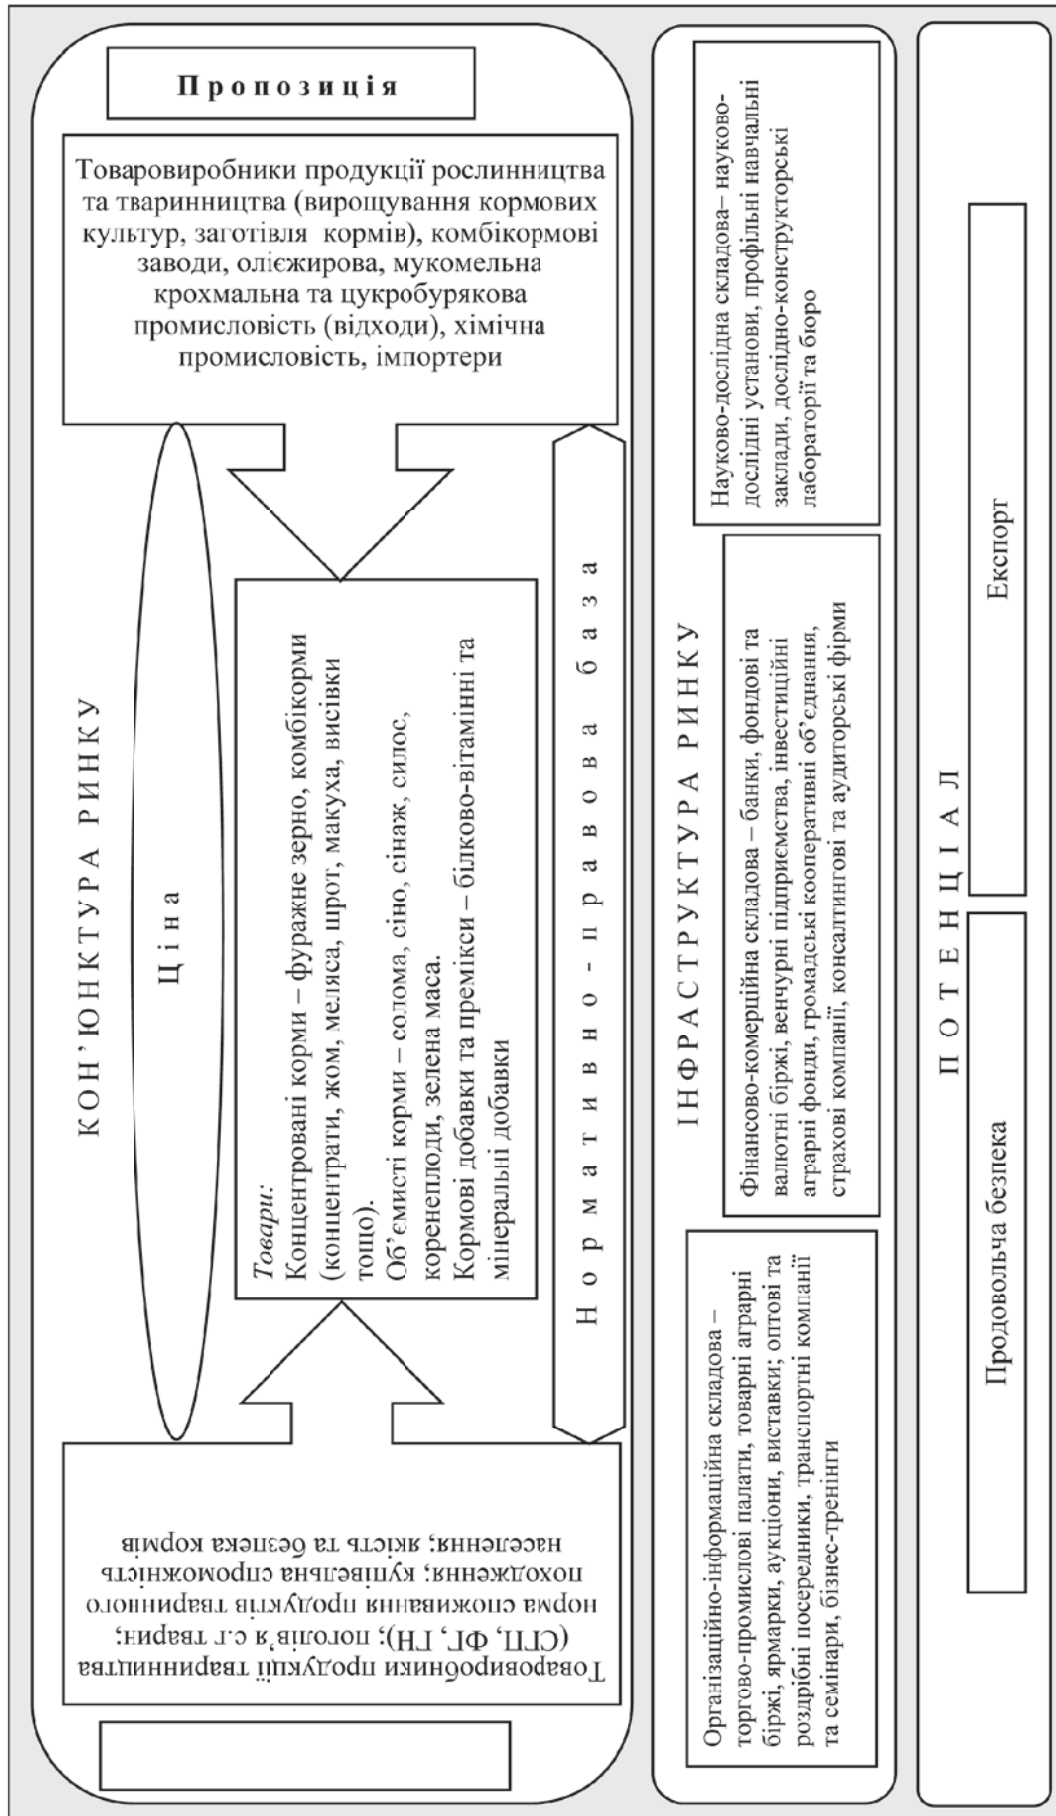 КОН’ЮНКТУРА РИНКУ
Ціна
Пропозиція
Товаровиробники продукції рослинництва
та тваринництва (вирощування кормових
культур, заготівля кормів), комбікормові
заводи, олієжирова, мукомельна
крохмальна та цукробурякова
промисловість (відходи), хімічна
промисловість, імпортери
Товари:
Концентровані корми – фуражне зерно, комбікорми
(концентрати, жом, меляса, шрот, макуха, висівки
тощо).
Об’ємисті корми – солома, сіно, сінаж, силос,
коренеплоди, зелена маса.
Кормові добавки та премікси – білково-вітамінні та
мінеральні добавки
Товаровиробники продукції тваринництва
(СГП, ФГ, ГН); поголів’я с.г тварин;
норма споживання продуктів тваринного
походження; купівельна спроможність
населення; якість та безпека кормів
Нормативно-правова база
ІНФРАСТРУКТУРА РИНКУ
Організаційно-інформаційна складова –
торгово-промислові палати, товарні аграрні
біржі, ярмарки, аукціони, виставки; оптові та
роздрібні посередники, транспортні компанії
та семінари, бізнес-тренінги
Фінансово-комерційна складова – банки, фондові та
валютні біржі, венчурні підприємства, інвестиційні
аграрні фонди, громадські кооперативні об’єднання,
страхові компанії, консалтингові та аудиторські фірми
Науково-дослідна складова– науково-
дослідні установи, профільні навчальні
заклади, дослідно-конструкторські
лабораторії та бюро
ПОТЕНЦІАЛ
Продовольча безпека
Експорт